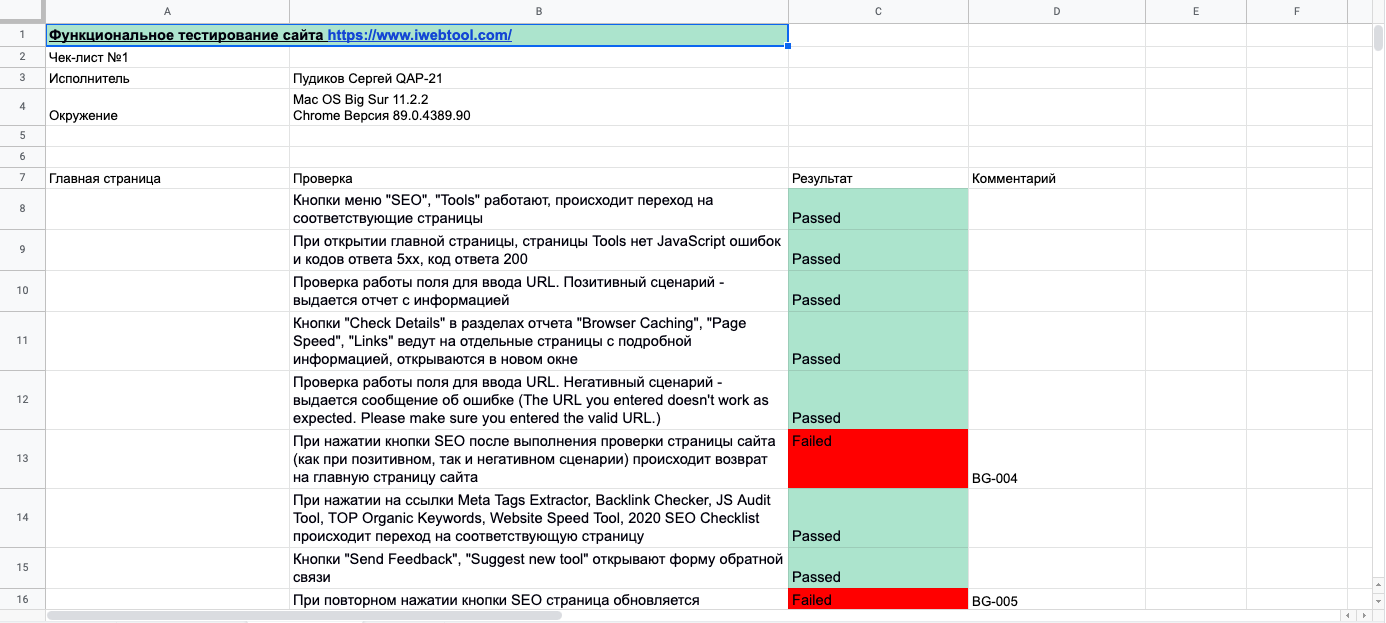 A B C D E F
1 Функциональное тестирование сайта https://www.iwebtool.com/
2 Чек-лист №1
3 Исполнитель Пудиков Сергей QAP-21
Mac OS Big Sur 11.2.2
4 Окружение Chrome Версия 89.0.4389.90
5
6
7 Главная страница Проверка Результат Комментарий
8 Кнопки меню "SEO", "Tools" работают, происходит переход на
соответствующие страницы Passed
9 При открытии главной страницы, страницы Tools нет JavaScript ошибок
и кодов ответа 5xx, код ответа 200 Passed
10 Проверка работы поля для ввода URL. Позитивный сценарий -
выдается отчет с информацией Passed
11 Кнопки "Check Details" в разделах отчета "Browser Caching", "Page
Speed", "Links" ведут на отдельные страницы с подробной
информацией, открываются в новом окне Passed
12 Проверка работы поля для ввода URL. Негативный сценарий -
выдается сообщение об ошибке (The URL you entered doesn't work as
expected. Please make sure you entered the valid URL.) Passed
13 При нажатии кнопки SEO после выполнения проверки страницы сайта Failed
(как при позитивном, так и негативном сценарии) происходит возврат
на главную страницу сайта BG-004
14 При нажатии на ссылки Meta Tags Extractor, Backlink Checker, JS Audit
Tool, TOP Organic Keywords, Website Speed Tool, 2020 SEO Checklist
происходит переход на соответствующую страницу Passed
15 Кнопки "Send Feedback", "Suggest new tool" открывают форму обратной
связи Passed
16 При повторном нажатии кнопки SEO страница обновляется Failed BG-005